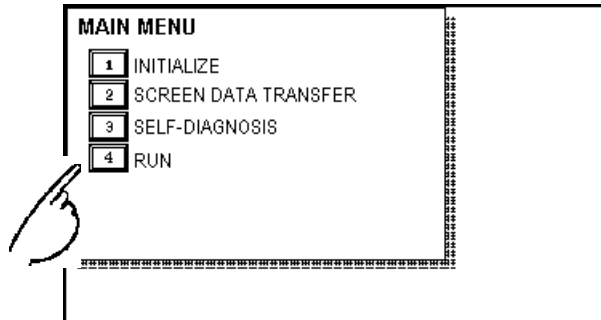 MAIN MENU
1 INITIALIZE
2 SCREEN DATA TRANSFER
3 SELF-DIAGNOSIS
4 RUN